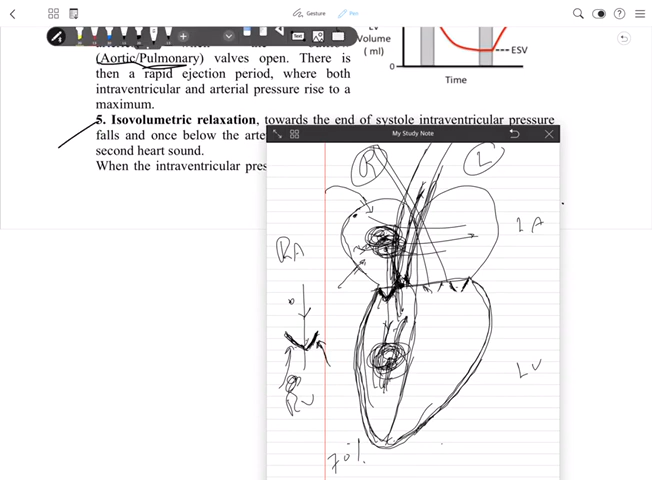 Gesture
Pen
(Aortic/Pulmonary) valves open. There is
then a rapid ejection period, where both
intraventricular and arterial pressure rise to a
maximum.
5. Isovolumetric relaxation, towards the end of systole intraventricular pressure
falls and once below the arte
second heart sound.
When the intraventricular pres
LV
Volume
( ml)
0
ESV
Time
Text
My Study Note
R
L
RA
LA
RV
LV
70%.